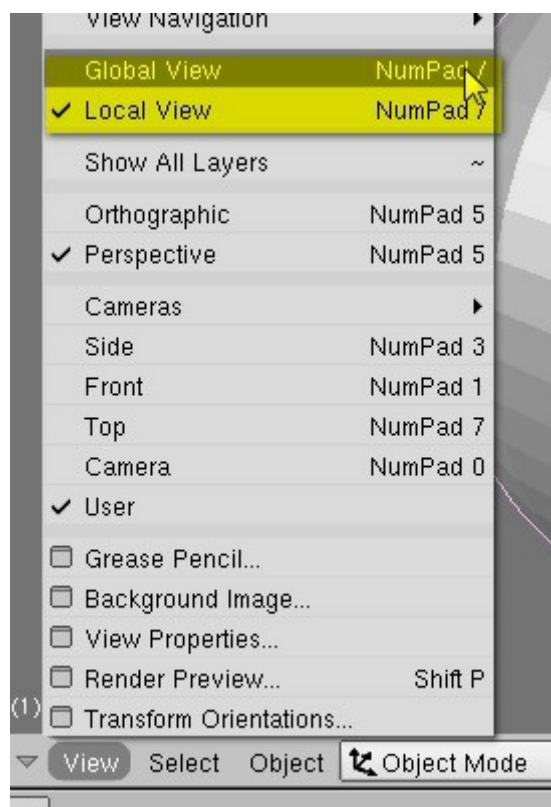 View Navigation
Global View NumPad /
Local View NumPad /
Show All Layers ~
Orthographic NumPad 5
Perspective NumPad 5
Cameras
Side NumPad 3
Front NumPad 1
Top NumPad 7
Camera NumPad 0
User
Grease Pencil...
Background Image...
View Properties...
Render Preview... Shift P
(1)
Transform Orientations...
View Select Object Object Mode